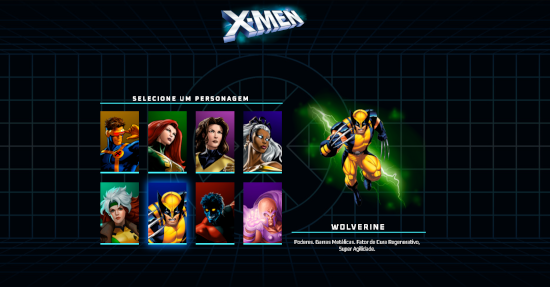 X-MEN
SELECIONE UM PERSONAGEM
WOLVERINE
Poderes. Garras Metálicas. Fator de Cura Regenerativo,
Super Agilidade.